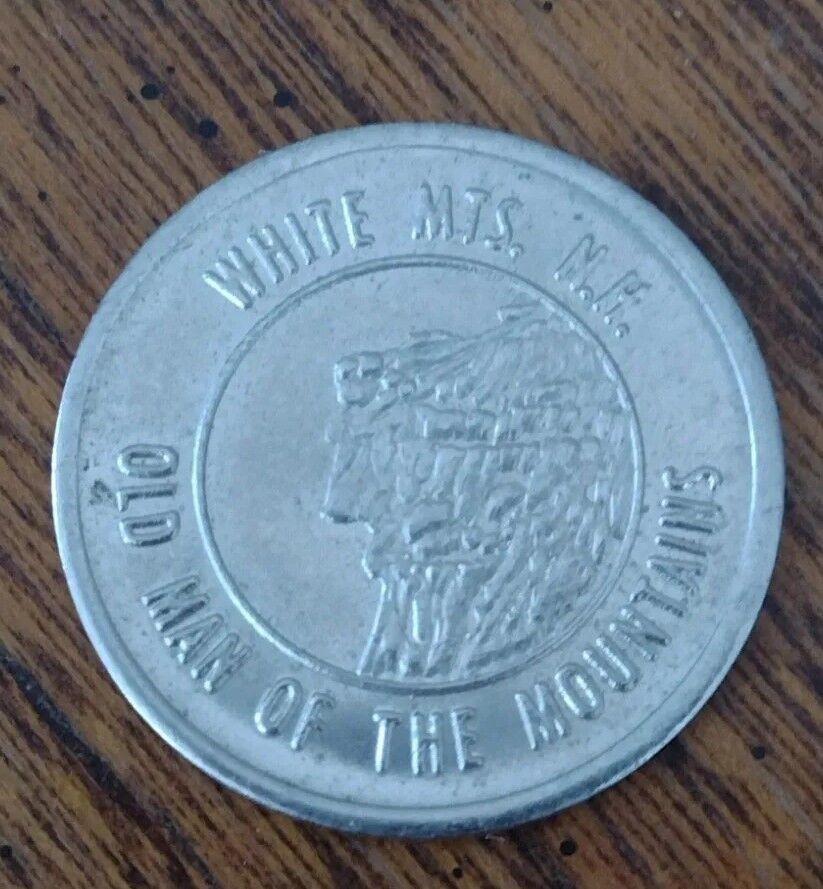 WHITE MTS. N.H.
OLD MAN OF THE MOUNTAINS